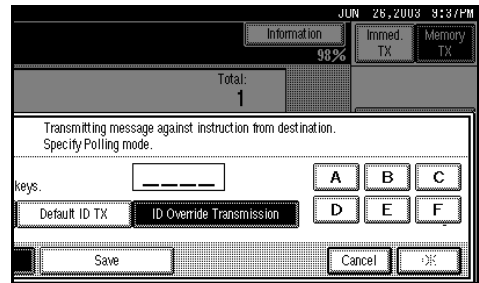 JUN 26,2003 9:37PM
Information
98%
Immed.
TX
Memory
TX
Total:
1
Transmitting message against instruction from destination.
Specify Polling mode.
keys.
_ _ _ _
A B C
Default ID TX
ID Override Transmission
D E F
Save
Cancel
OK